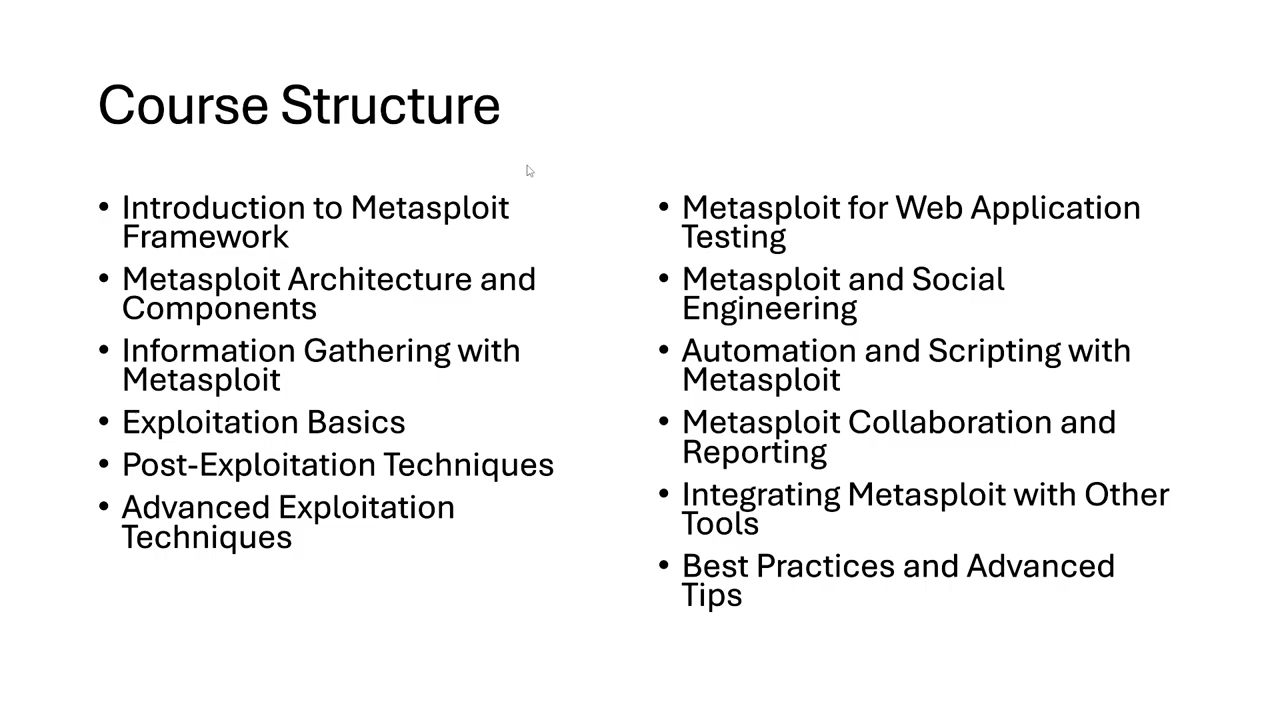 Course Structure
• Introduction to Metasploit
Framework
• Metasploit Architecture and
Components
• Information Gathering with
Metasploit
• Exploitation Basics
• Post-Exploitation Techniques
• Advanced Exploitation
Techniques
• Metasploit for Web Application
Testing
• Metasploit and Social
Engineering
• Automation and Scripting with
Metasploit
• Metasploit Collaboration and
Reporting
• Integrating Metasploit with Other
Tools
• Best Practices and Advanced
Tips